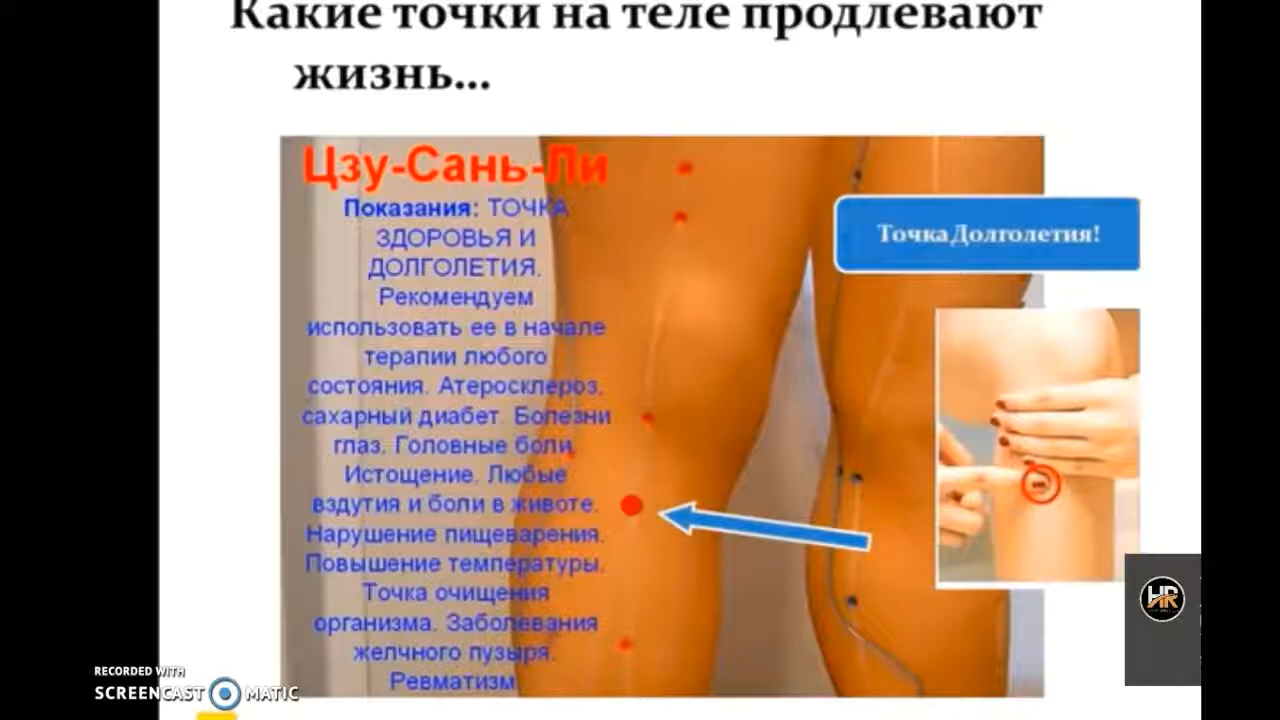 Какие точки на теле продлевают
жизнь...
Цзу-Сань-Ли
Показания: ТОЧКА
ЗДОРОВЬЯ И
ДОЛГОЛЕТИЯ.
Рекомендуем
использовать ее в начале
терапии любого
состояния. Атеросклероз,
сахарный диабет. Болезни
глаз. Головные боли.
Истощение. Любые
вздутия и боли в животе.
Нарушение пищеварения.
Повышение температуры.
Точка очищения
организма. Заболевания
желчного пузыря.
Ревматизм
Точка Долголетия!
HR
RECORDED WITH
SCREENCAST MATIC